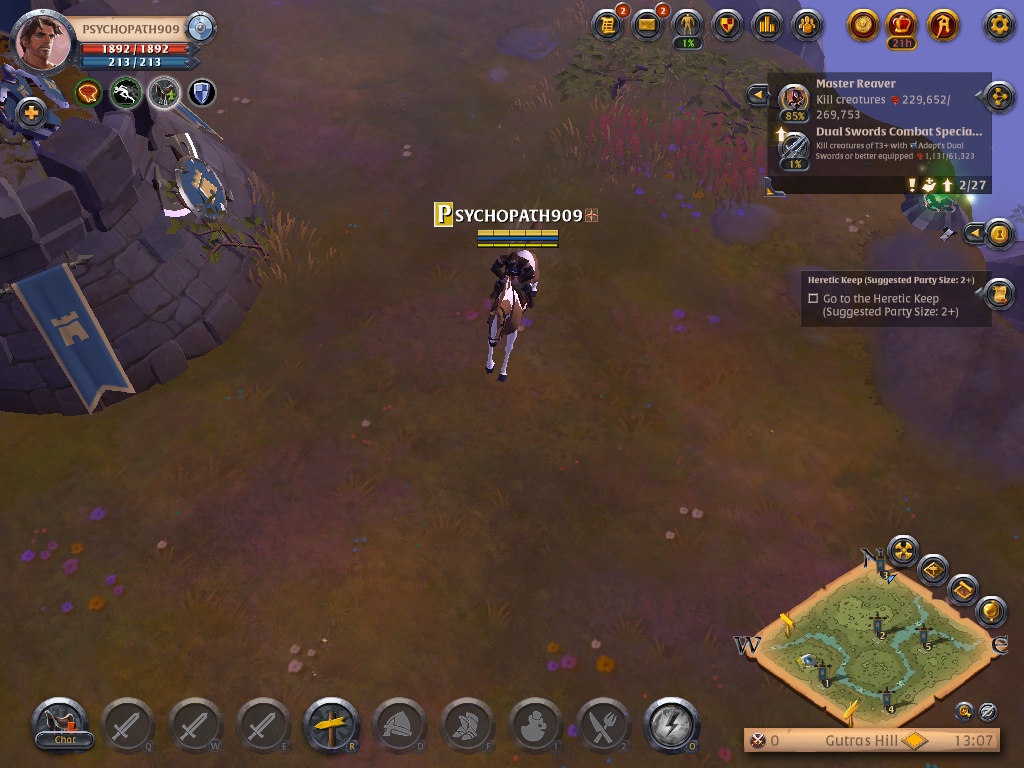 PSYCHOPATH909
1892 / 1892
213 / 213
2
2
1%
21h
Master Reaver
Kill creatures 229,652/
269,753
85%
Dual Swords Combat Specia...
Kill creatures of T3+ with Adept's Dual
Swords or better equipped 1,131/61,323
1%
2/27
PSYCHOPATH909
Heretic Keep (Suggested Party Size: 2+)
Go to the Heretic Keep
(Suggested Party Size: 2+)
N
3
2
W
5
E
1
4
Chat
Q
W
E
R
D
F
1
2
O
0
Gutras Hill
13:07